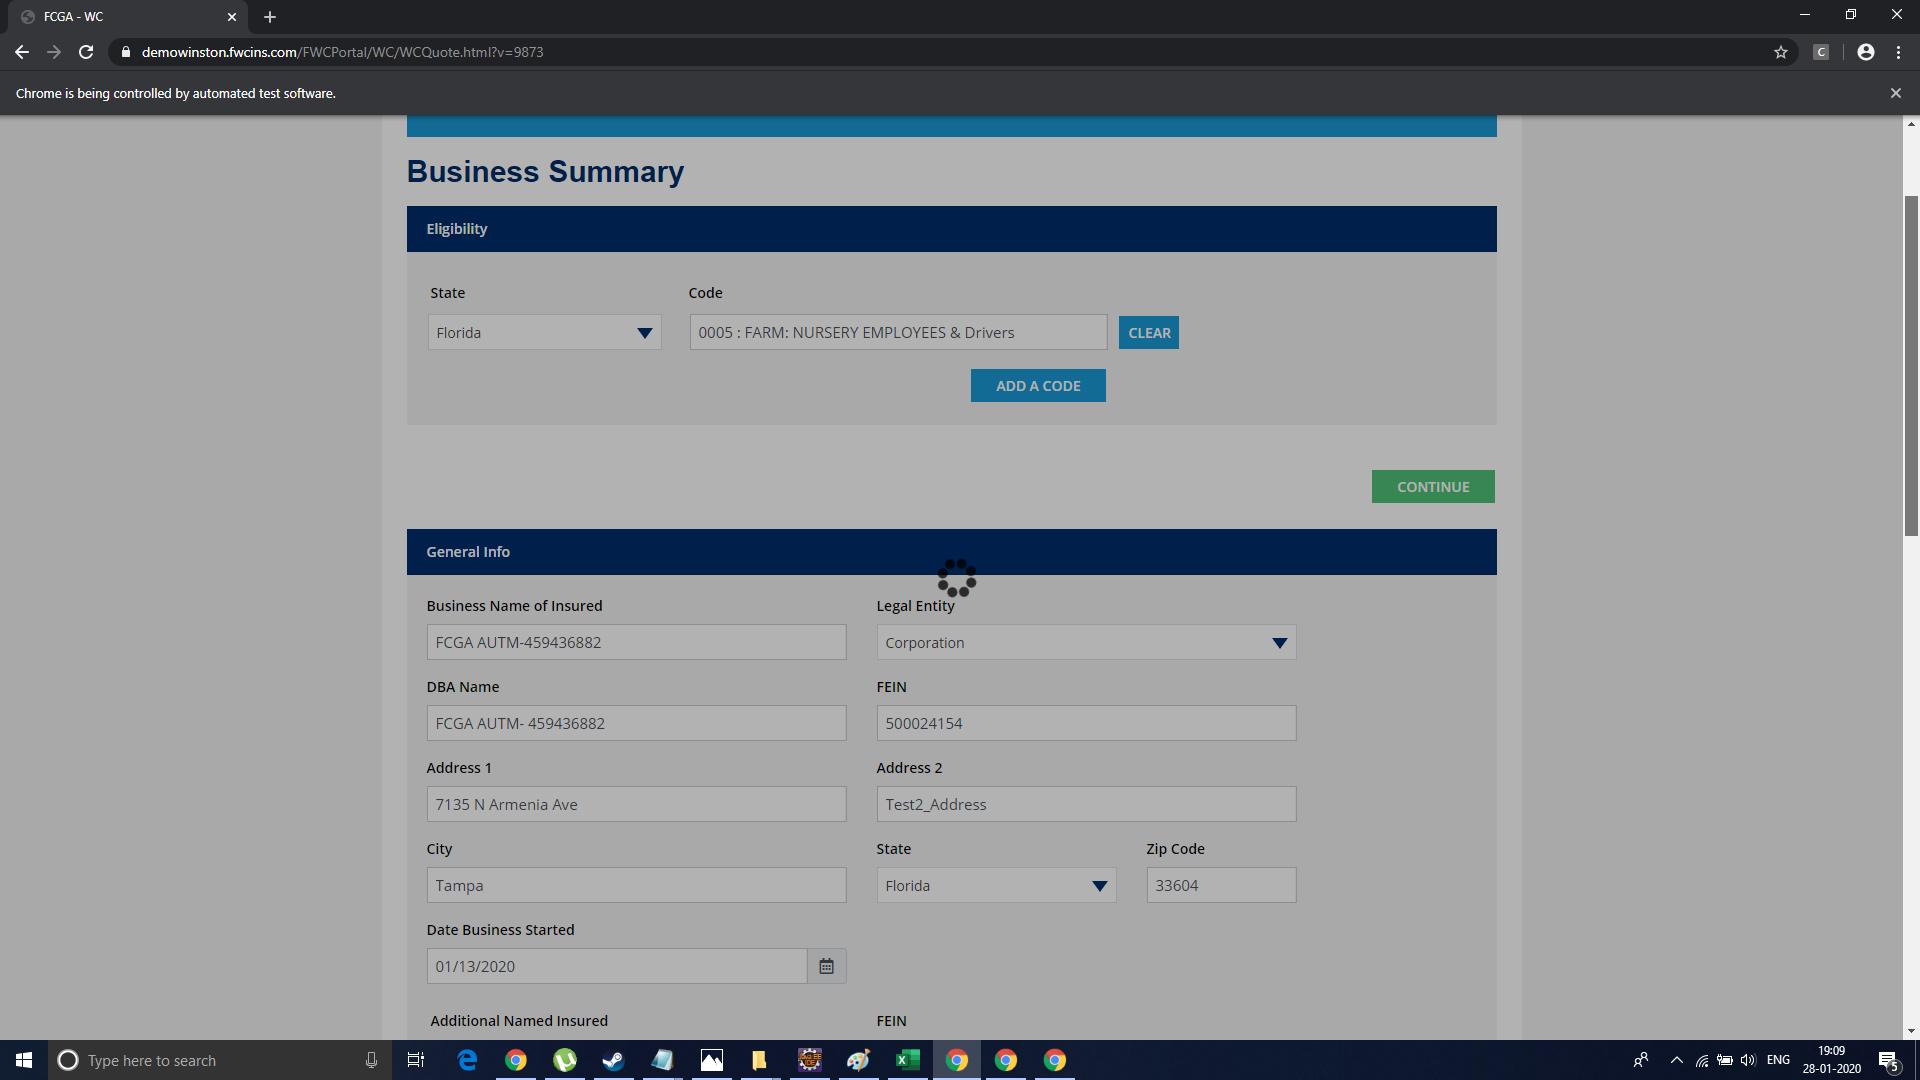 FCGA - WC
demowinston.fwcins.com/FWCPortal/WC/WCQuote.html?v=9873
C
Chrome is being controlled by automated test software.
Business Summary
Eligibility
State Code
Florida 0005 : FARM: NURSERY EMPLOYEES & Drivers CLEAR
ADD A CODE
CONTINUE
General Info
Business Name of Insured Legal Entity
FCGA AUTM-459436882 Corporation
DBA Name FEIN
FCGA AUTM- 459436882 500024154
Address 1 Address 2
7135 N Armenia Ave Test2_Address
City State Zip Code
Tampa Florida 33604
Date Business Started
01/13/2020
Additional Named Insured FEIN
Type here to search
ENG
19:09
28-01-2020
5